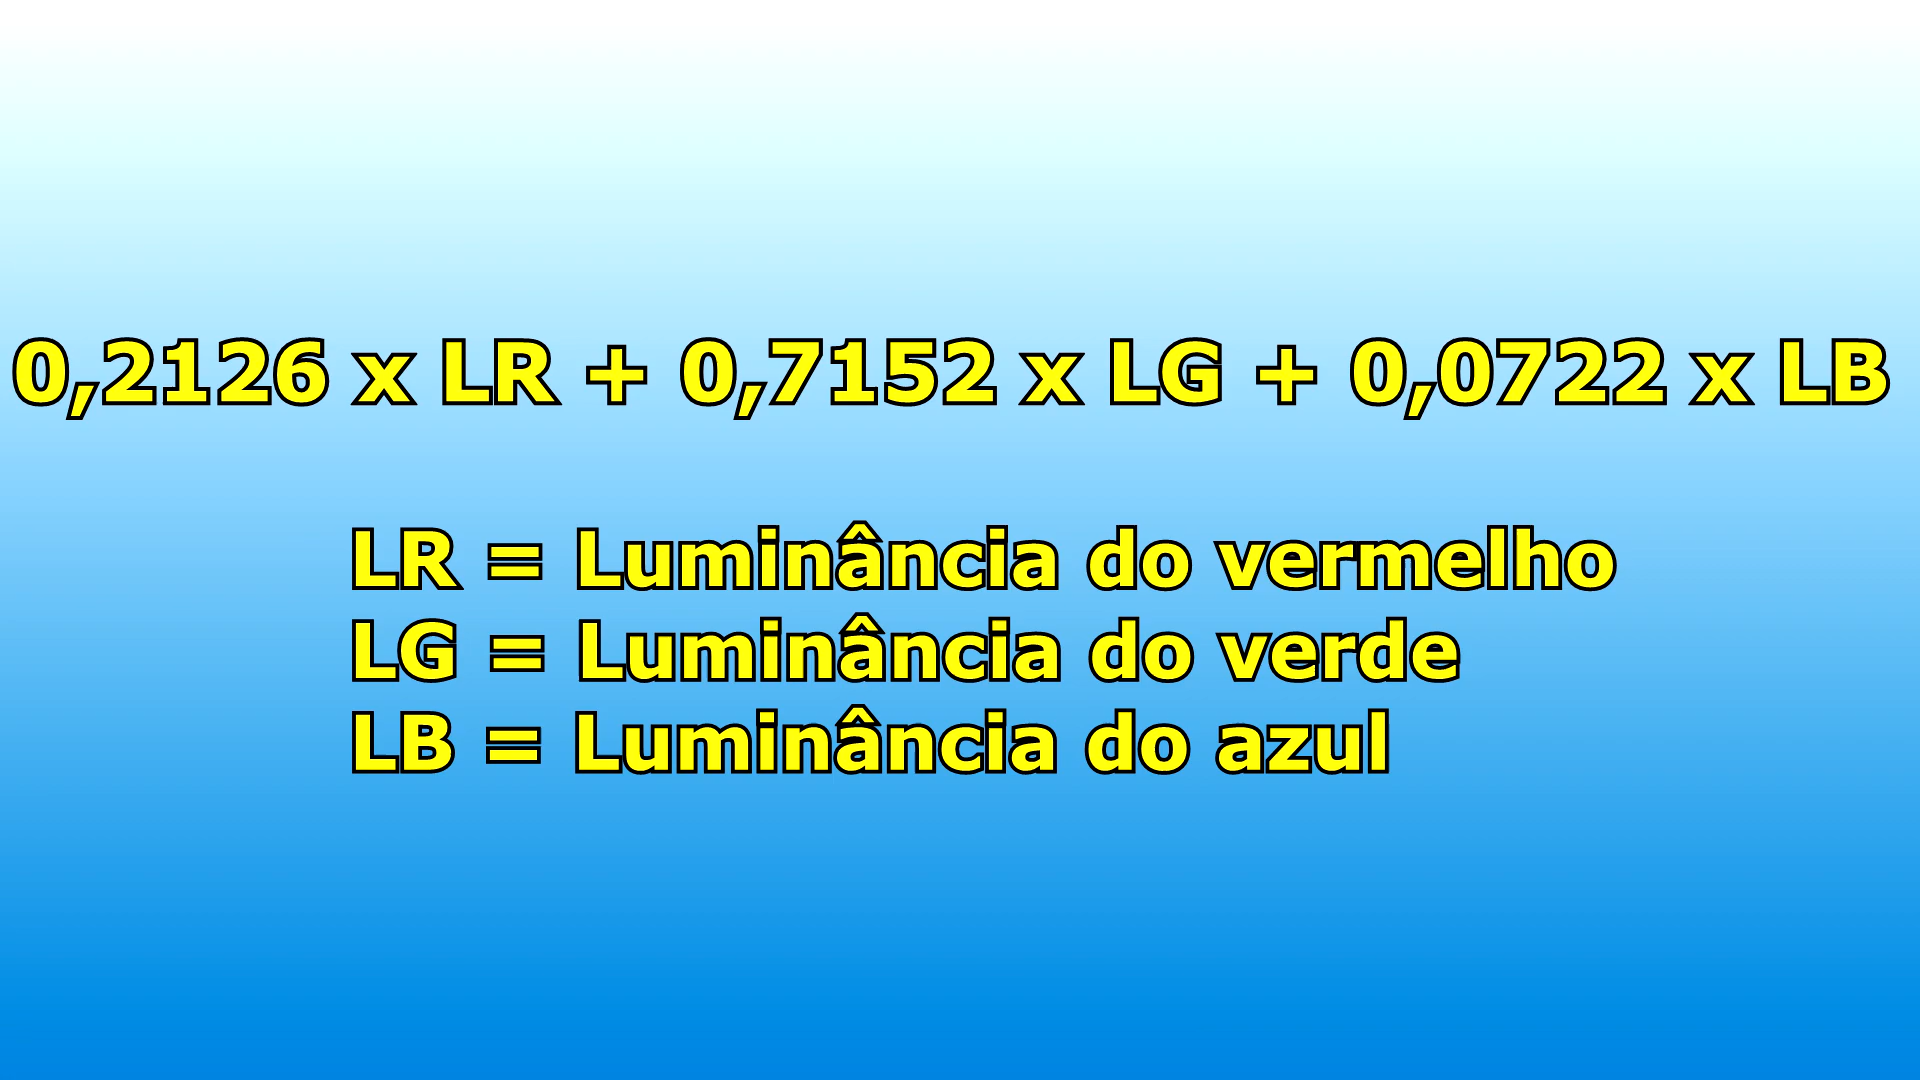 0,2126 x LR + 0,7152 x LG + 0,0722 x LB
LR = Luminância do vermelho
LG = Luminância do verde
LB = Luminância do azul